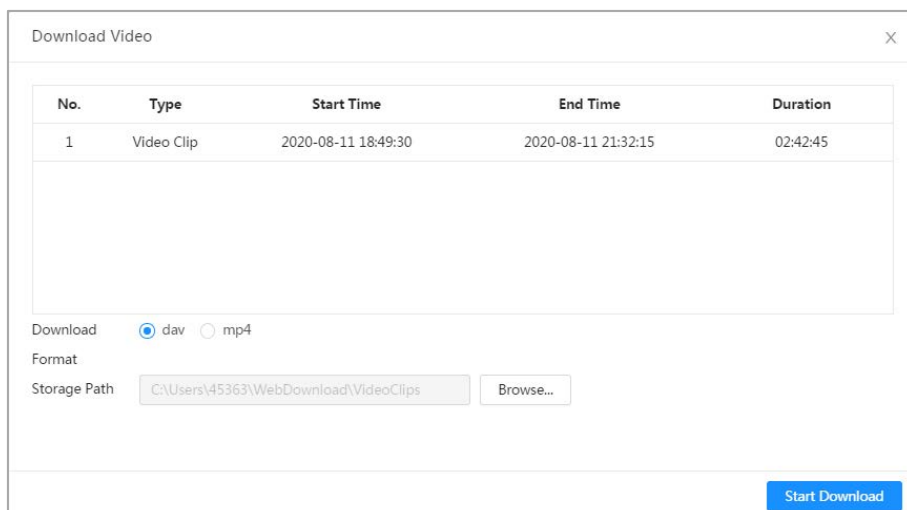 Download Video X
No. Type Start Time End Time Duration
1 Video Clip 2020-08-11 18:49:30 2020-08-11 21:32:15 02:42:45
Download dav mp4
Format
Storage Path C:\Users\45363\WebDownload\VideoClips Browse...
Start Download